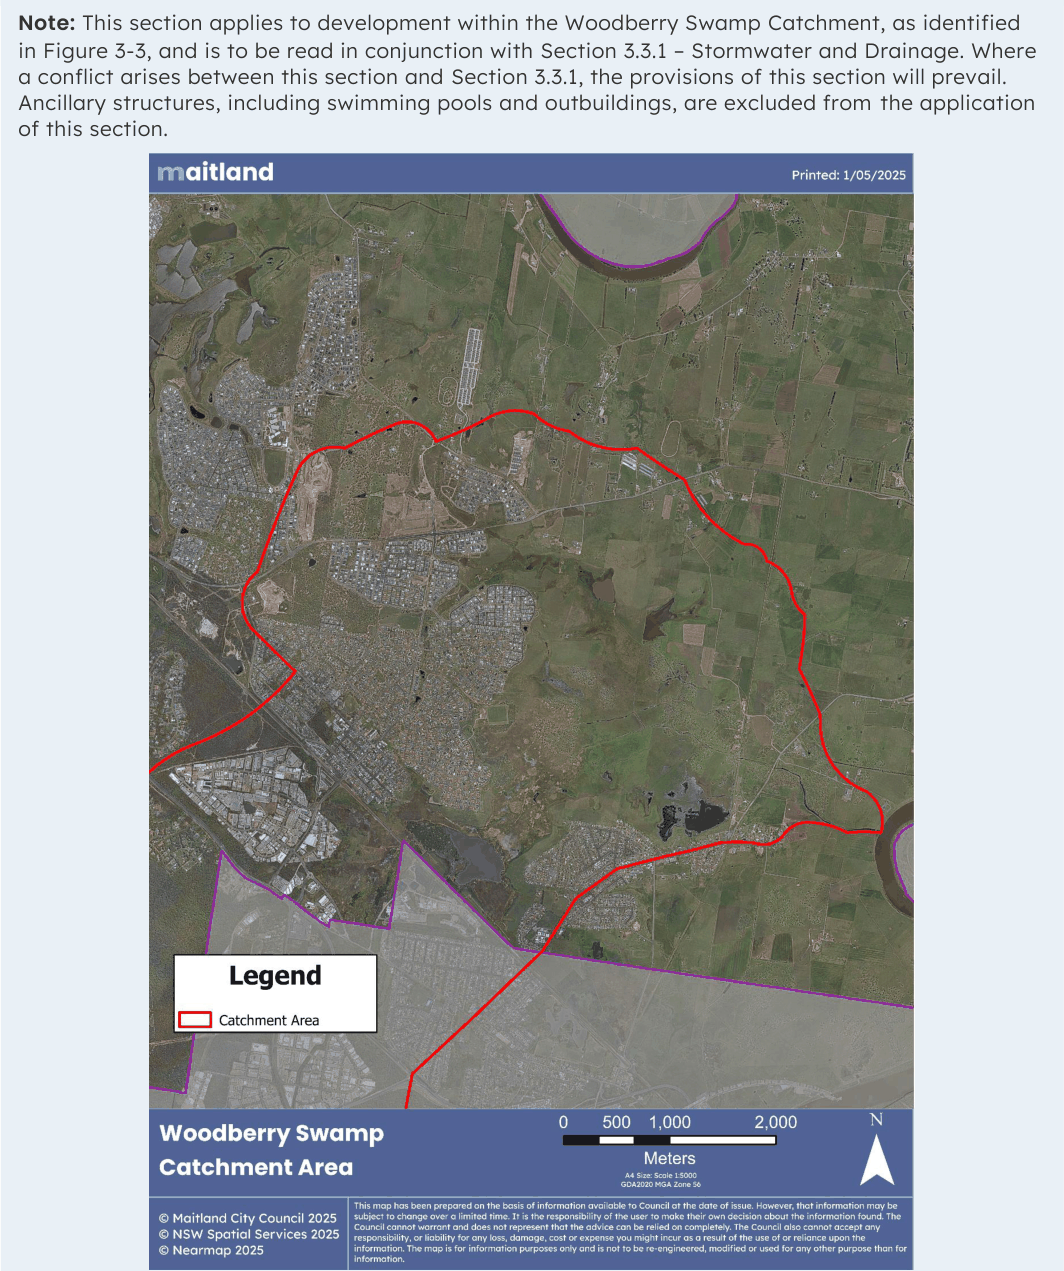 Note: This section applies to development within the Woodberry Swamp Catchment, as identified
in Figure 3-3, and is to be read in conjunction with Section 3.3.1 – Stormwater and Drainage. Where
a conflict arises between this section and Section 3.3.1, the provisions of this section will prevail.
Ancillary structures, including swimming pools and outbuildings, are excluded from the application
of this section.
maitland
Printed: 1/05/2025
Legend
Catchment Area
Woodberry Swamp
Catchment Area
0 500 1,000 2,000
Meters
A4 Size: Scale 1:5000
GDA2020 MGA Zone 56
N
© Maitland City Council 2025
© NSW Spatial Services 2025
© Nearmap 2025
This map has been prepared on the basis of information available to Council at the date of issue. However, that information may be
subject to change over a limited time. It is the responsibility of the user to make their own decision about the information found. The
Council cannot warrant and does not represent that the advice can be relied on completely. The Council also cannot accept any
responsibility, or liability for any loss, damage, cost or expense you might incur as a result of the use of or reliance upon the
information. The map is for information purposes only and is not to be re-engineered, modified or used for any other purpose than for
information.